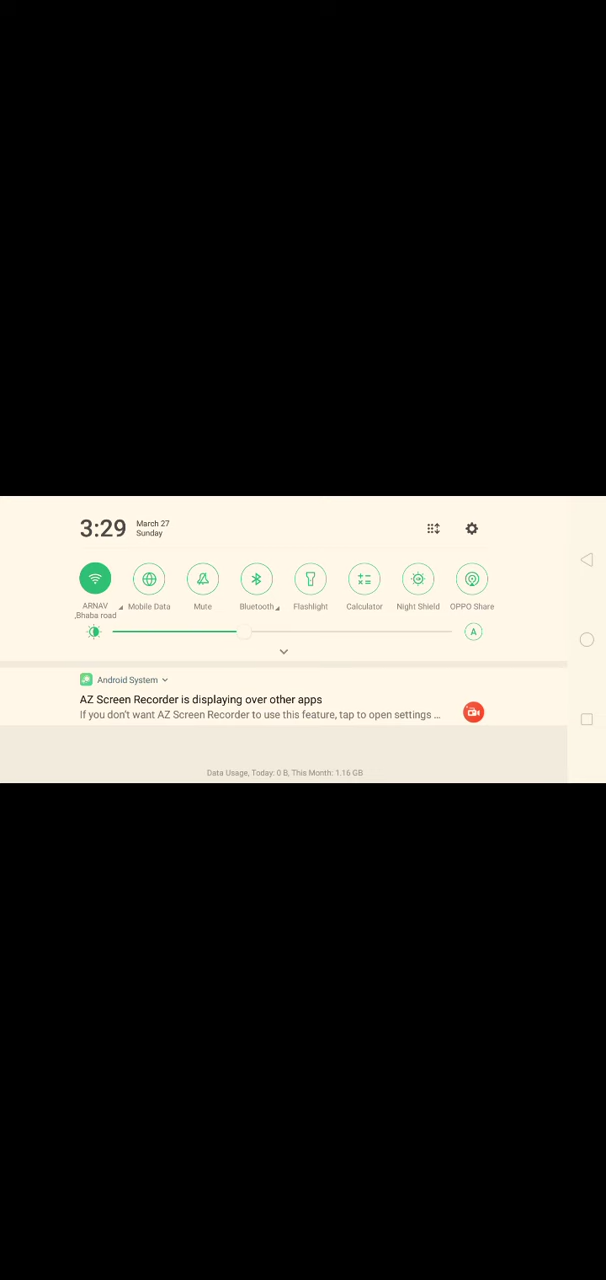 3:29 March 27
Sunday
ARNAV
,Bhaba road
Mobile Data
Mute
Bluetooth
Flashlight
Calculator
Night Shield
OPPO Share
A
Android System
AZ Screen Recorder is displaying over other apps
If you don't want AZ Screen Recorder to use this feature, tap to open settings ...
Data Usage, Today: 0 B, This Month: 1.16 GB